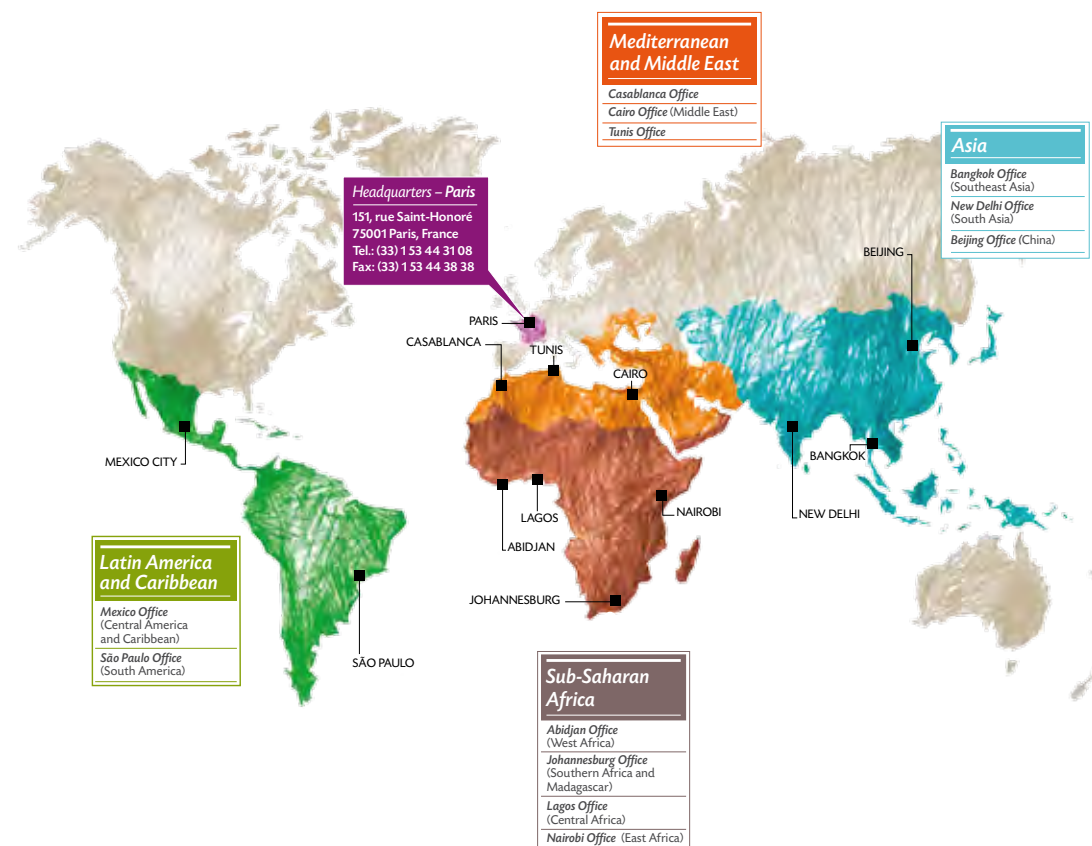 Mediterranean
and Middle East
Casablanca Office
Cairo Office (Middle East)
Tunis Office
Asia
Bangkok Office
(Southeast Asia)
New Delhi Office
(South Asia)
Beijing Office (China)
Headquarters – Paris
151, rue Saint-Honoré
75001 Paris, France
Tel.: (33) 1 53 44 31 08
Fax: (33) 1 53 44 38 38
BEIJING
PARIS
CASABLANCA
TUNIS
CAIRO
MEXICO CITY
BANGKOK
LAGOS
NAIROBI
NEW DELHI
ABIDJAN
JOHANNESBURG
SÃO PAULO
Latin America
and Caribbean
Mexico Office
(Central America
and Caribbean)
São Paulo Office
(South America)
Sub-Saharan
Africa
Abidjan Office
(West Africa)
Johannesburg Office
(Southern Africa and
Madagascar)
Lagos Office
(Central Africa)
Nairobi Office (East Africa)